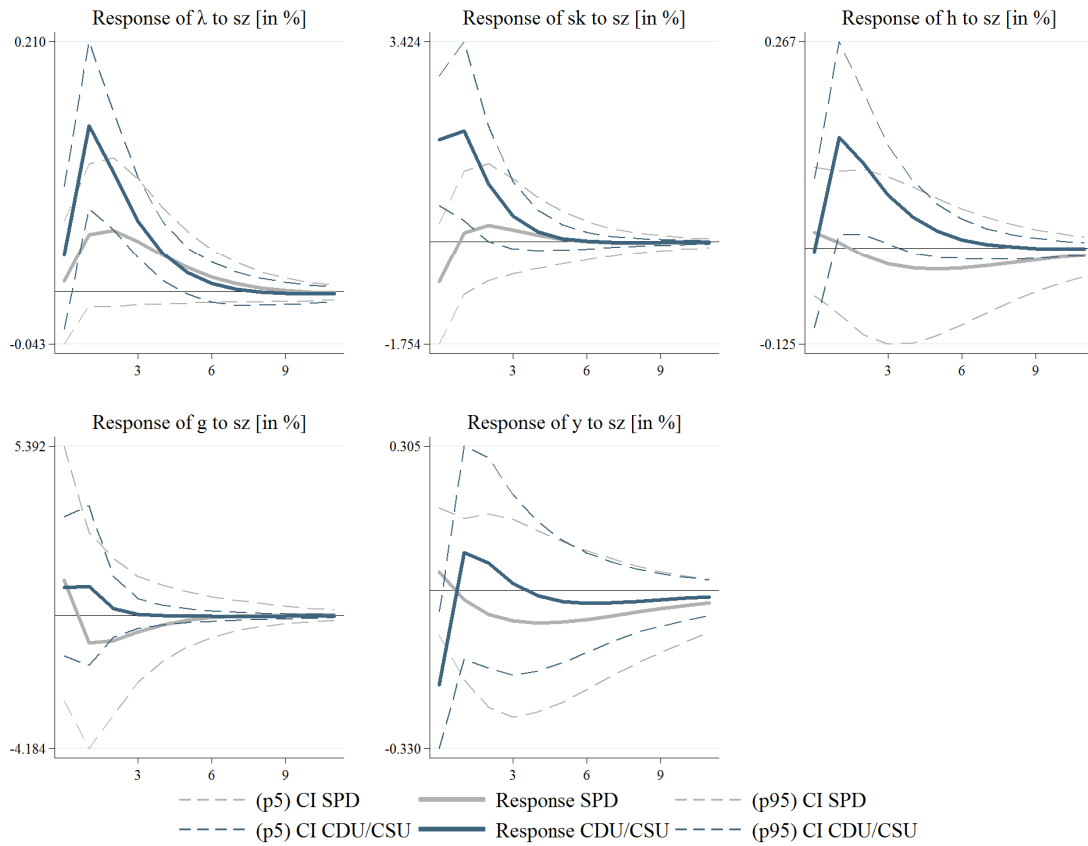 Response of λ to sz [in %]
Response of sk to sz [in %]
Response of h to sz [in %]
0.210
3.424
0.267
-0.043
-1.754
-0.125
3 6 9
3 6 9
3 6 9
Response of g to sz [in %]
Response of y to sz [in %]
5.392
0.305
-4.184
-0.330
3 6 9
3 6 9
(p5) CI SPD
Response SPD
(p95) CI SPD
(p5) CI CDU/CSU
Response CDU/CSU
(p95) CI CDU/CSU